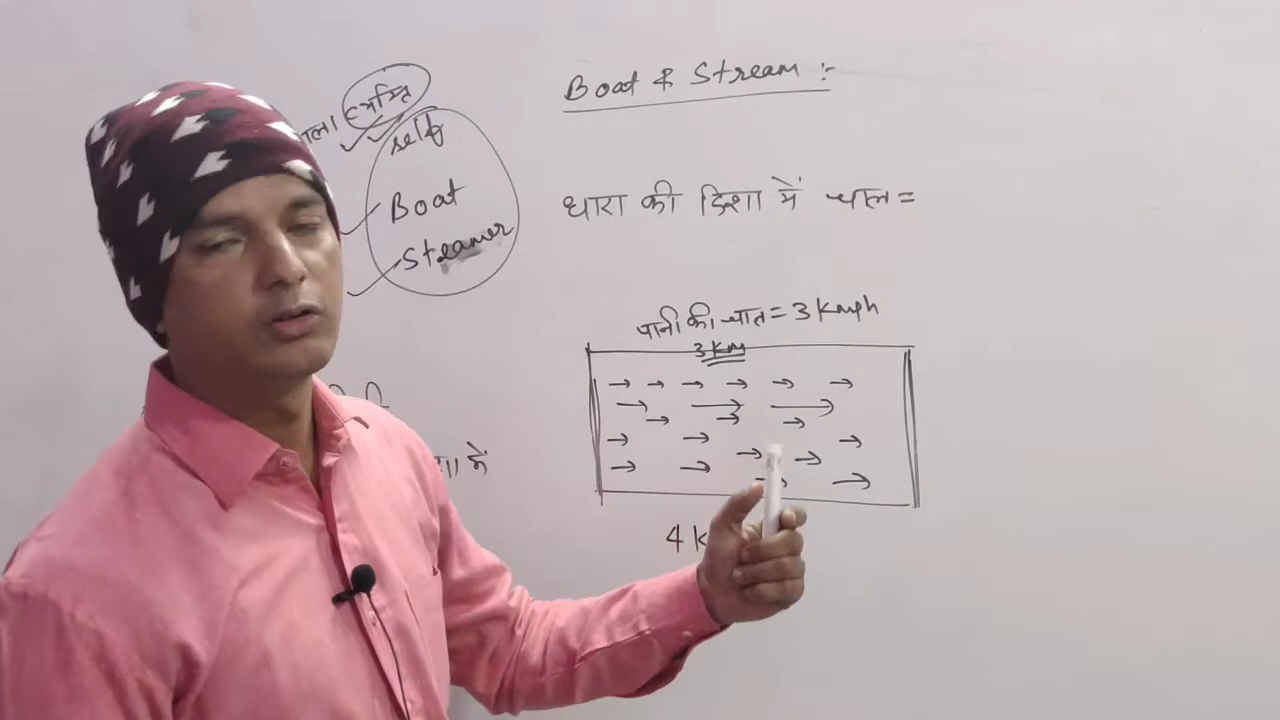 Boat & Stream :-
self
Boat
Steamer
धारा की दिशा में चाल =
पानी की चाल = 3 Kmph
3 KM
में
4 k